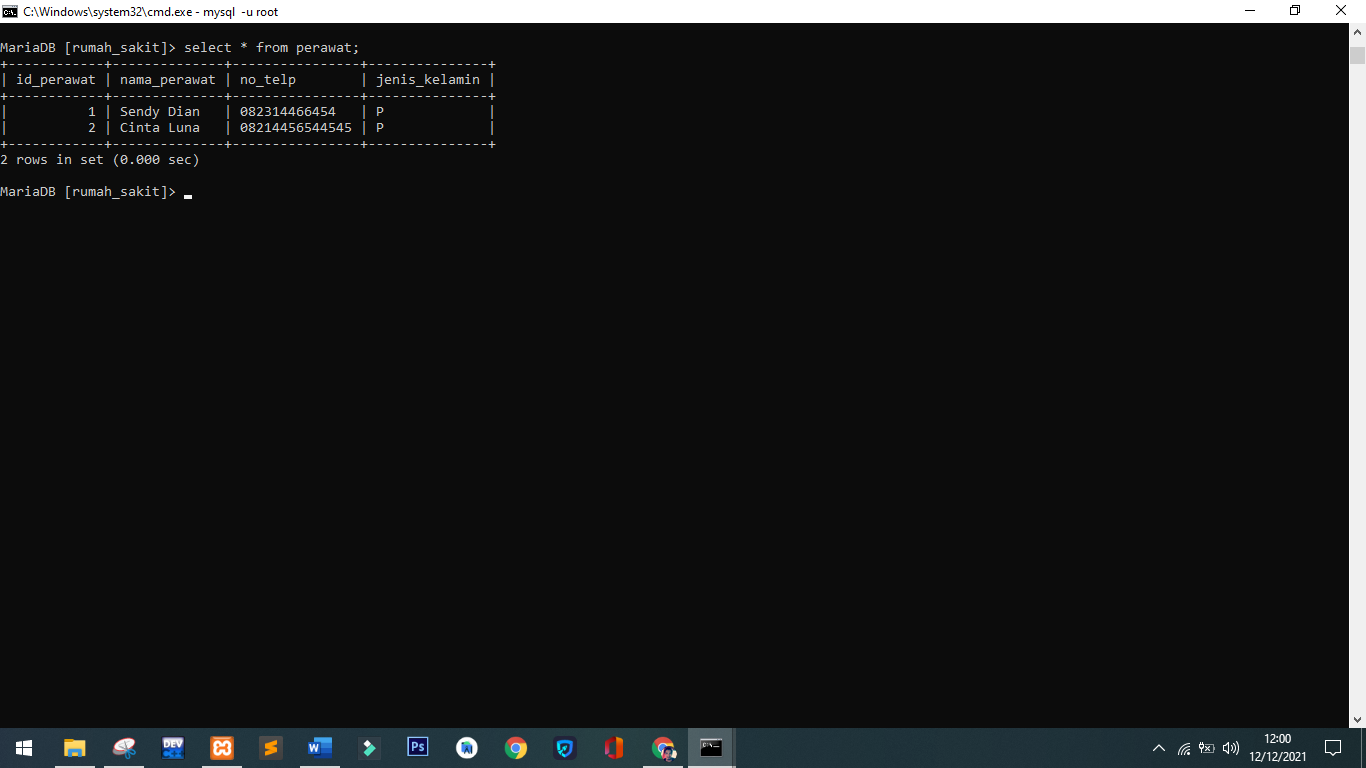 C:\Windows\system32\cmd.exe - mysql  -u root
MariaDB [rumah_sakit]> select * from perawat;
+------------+--------------+----------------+---------------+
| id_perawat | nama_perawat | no_telp        | jenis_kelamin |
+------------+--------------+----------------+---------------+
|          1 | Sendy Dian   | 082314466454   | P             |
|          2 | Cinta Luna   | 08214456544545 | P             |
+------------+--------------+----------------+---------------+
2 rows in set (0.000 sec)
MariaDB [rumah_sakit]>
DEV
Ps
12:00
12/12/2021